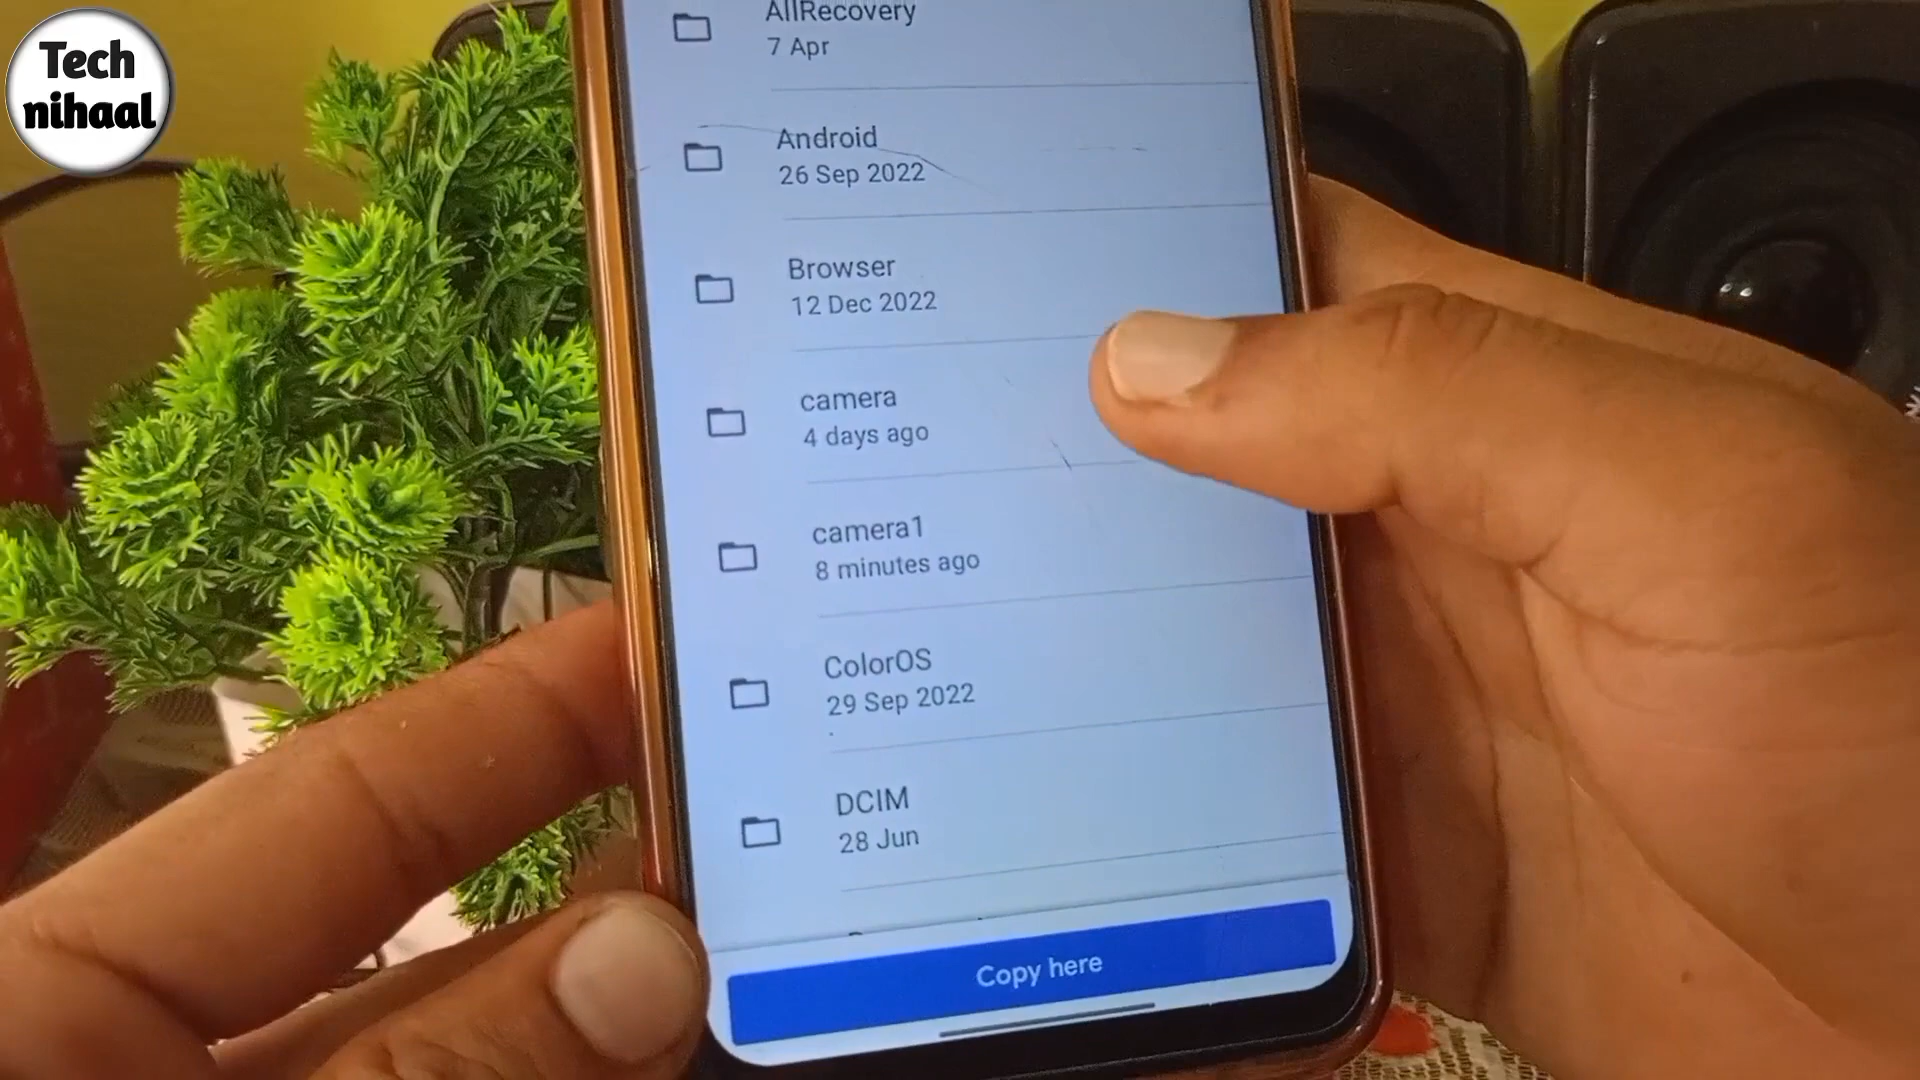 Tech
nihaal
AllRecovery
7 Apr
Android
26 Sep 2022
Browser
12 Dec 2022
camera
4 days ago
camera1
8 minutes ago
ColorOS
29 Sep 2022
DCIM
28 Jun
Copy here